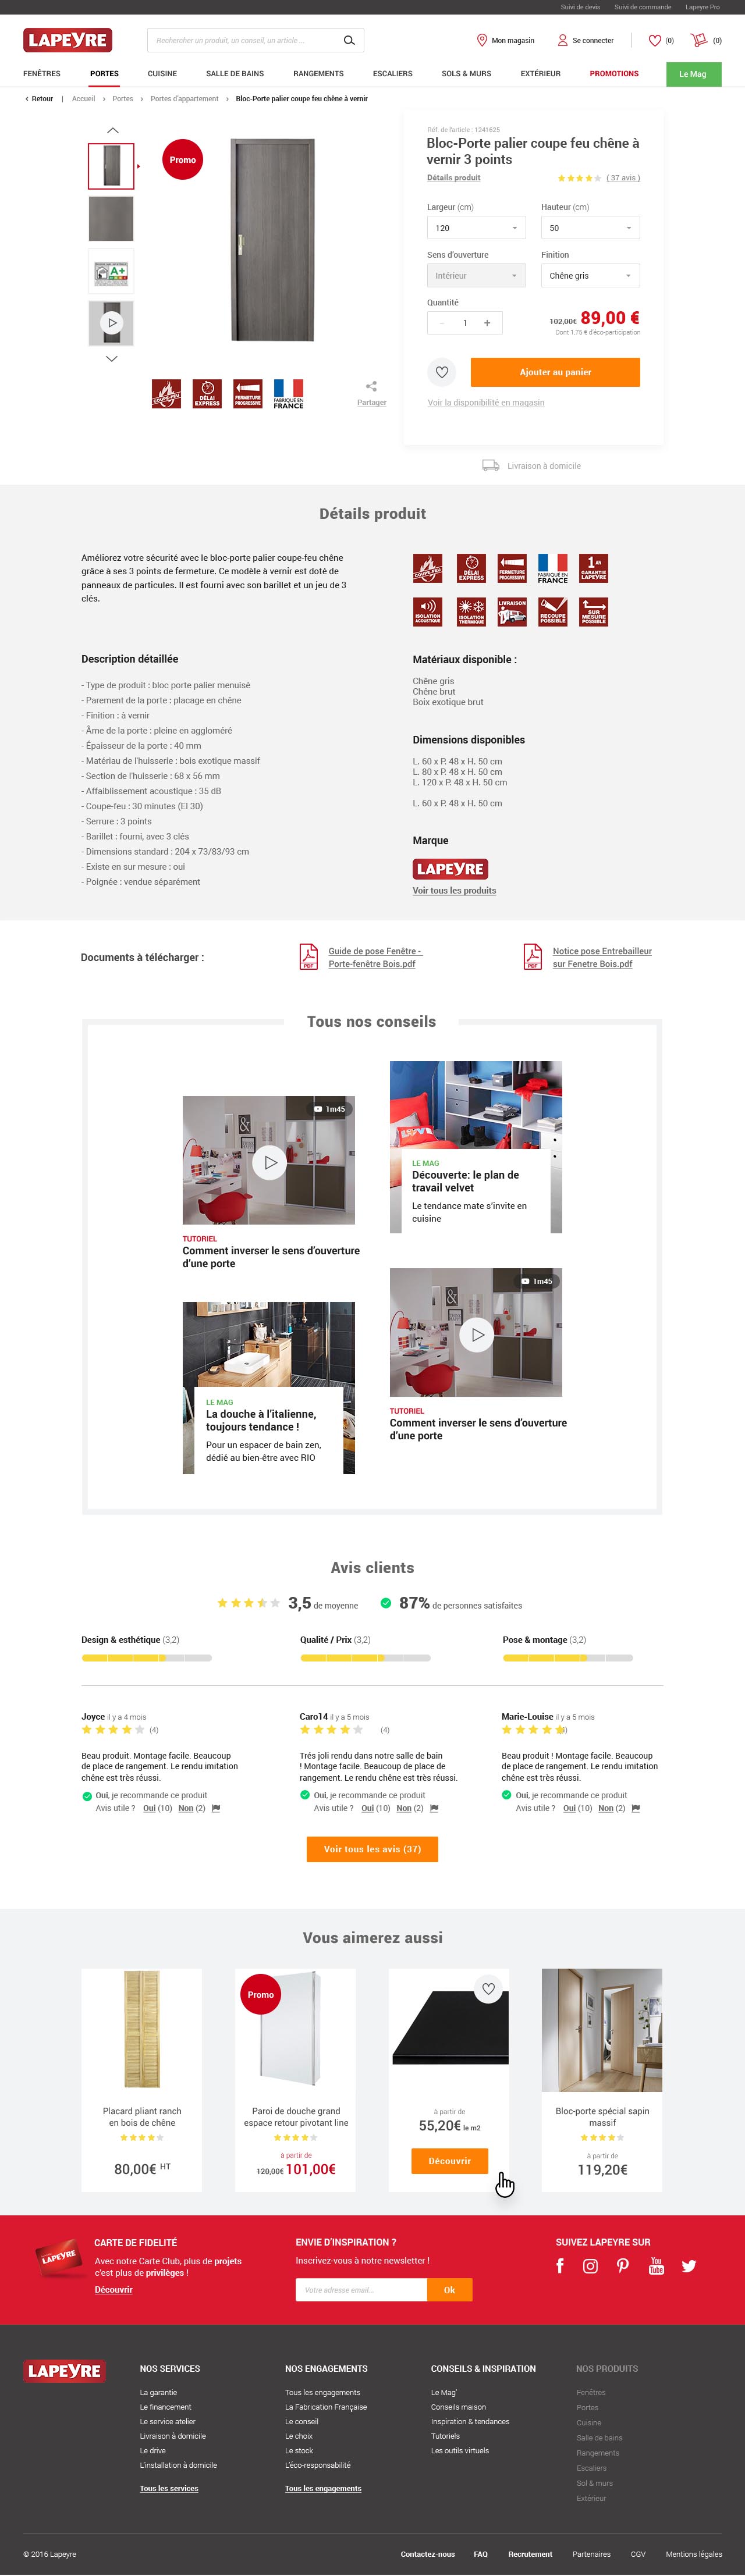 Suivi de devis Suivi de commande Lapeyre Pro
LAPEYRE
Rechercher un produit, un conseil, un article ...
Mon magasin Se connecter (0) (0)
FENÊTRES PORTES CUISINE SALLE DE BAINS RANGEMENTS ESCALIERS SOLS & MURS EXTÉRIEUR PROMOTIONS Le Mag
Retour | Accueil > Portes > Portes d'appartement > Bloc-Porte palier coupe feu chêne à vernir
Promo
A+
COUPE-FEU
DÉLAI EXPRESS
FERMETURE PROGRESSIVE
FABRIQUÉ EN FRANCE
Partager
Réf. de l'article : 1241625
Bloc-Porte palier coupe feu chêne à
vernir 3 points
Détails produit ( 37 avis )
Largeur (cm) Hauteur (cm)
120 50
Sens d'ouverture Finition
Intérieur Chêne gris
Quantité
- 1 +
102,00€ 89,00 €
Dont 1,75 € d'éco-participation
Ajouter au panier
Voir la disponibilité en magasin
Livraison à domicile
Détails produit
Améliorez votre sécurité avec le bloc-porte palier coupe-feu chêne
grâce à ses 3 points de fermeture. Ce modèle à vernir est doté de
panneaux de particules. Il est fourni avec son barillet et un jeu de 3
clés.
COUPE-FEU
DÉLAI EXPRESS
FERMETURE PROGRESSIVE
FABRIQUÉ EN FRANCE
1 AN GARANTIE LAPEYRE
ISOLATION ACOUSTIQUE
ISOLATION THERMIQUE
LIVRAISON
RECOUPE POSSIBLE
SUR MESURE POSSIBLE
Description détaillée
- Type de produit : bloc porte palier menuisé
- Parement de la porte : placage en chêne
- Finition : à vernir
- Âme de la porte : pleine en aggloméré
- Épaisseur de la porte : 40 mm
- Matériau de l'huisserie : bois exotique massif
- Section de l'huisserie : 68 x 56 mm
- Affaiblissement acoustique : 35 dB
- Coupe-feu : 30 minutes (EI 30)
- Serrure : 3 points
- Barillet : fourni, avec 3 clés
- Dimensions standard : 204 x 73/83/93 cm
- Existe en sur mesure : oui
- Poignée : vendue séparément
Matériaux disponible :
Chêne gris
Chêne brut
Boix exotique brut
Dimensions disponibles
L. 60 x P. 48 x H. 50 cm
L. 80 x P. 48 x H. 50 cm
L. 120 x P. 48 x H. 50 cm
L. 60 x P. 48 x H. 50 cm
Marque
LAPEYRE
Voir tous les produits
Documents à télécharger :
PDF
Guide de pose Fenêtre -
Porte-fenêtre Bois.pdf
PDF
Notice pose Entrebailleur
sur Fenetre Bois.pdf
Tous nos conseils
1m45
TUTORIEL
Comment inverser le sens d'ouverture
d'une porte
LE MAG
Découverte: le plan de
travail velvet
Le tendance mate s'invite en
cuisine
LE MAG
La douche à l'italienne,
toujours tendance !
Pour un espacer de bain zen,
dédié au bien-être avec RIO
1m45
TUTORIEL
Comment inverser le sens d'ouverture
d'une porte
Avis clients
3,5 de moyenne 87% de personnes satisfaites
Design & esthétique (3,2) Qualité / Prix (3,2) Pose & montage (3,2)
Joyce il y a 4 mois
(4)
Beau produit. Montage facile. Beaucoup
de place de rangement. Le rendu imitation
chêne est très réussi.
Oui, je recommande ce produit
Avis utile ? Oui (10) Non (2)
Caro14 il y a 5 mois
(4)
Trés joli rendu dans notre salle de bain
! Montage facile. Beaucoup de place de
rangement. Le rendu chêne est très réussi.
Oui, je recommande ce produit
Avis utile ? Oui (10) Non (2)
Marie-Louise il y a 5 mois
Beau produit ! Montage facile. Beaucoup
de place de rangement. Le rendu imitation
chêne est très réussi.
Oui, je recommande ce produit
Avis utile ? Oui (10) Non (2)
Voir tous les avis (37)
Vous aimerez aussi
Placard pliant ranch
en bois de chêne
80,00€ HT
Promo
Paroi de douche grand
espace retour pivotant line
à partir de
120,00€ 101,00€
à partir de
55,20€ le m2
Découvrir
Bloc-porte spécial sapin
massif
à partir de
119,20€
LAPEYRE
CARTE DE FIDELITÉ
Avec notre Carte Club, plus de projets
c'est plus de privilèges !
Découvrir
ENVIE D'INSPIRATION ?
Inscrivez-vous à notre newsletter !
Votre adresse email... Ok
SUIVEZ LAPEYRE SUR
You Tube
LAPEYRE
NOS SERVICES
La garantie
Le financement
Le service atelier
Livraison à domicile
Le drive
L'installation à domicile
Tous les services
NOS ENGAGEMENTS
Tous les engagements
La Fabrication Française
Le conseil
Le choix
Le stock
L'éco-responsabilité
Tous les engagements
CONSEILS & INSPIRATION
Le Mag'
Conseils maison
Inspiration & tendances
Tutoriels
Les outils virtuels
NOS PRODUITS
Fenêtres
Portes
Cuisine
Salle de bains
Rangements
Escaliers
Sol & murs
Extérieur
© 2016 Lapeyre
Contactez-nous FAQ Recrutement Partenaires CGV Mentions légales